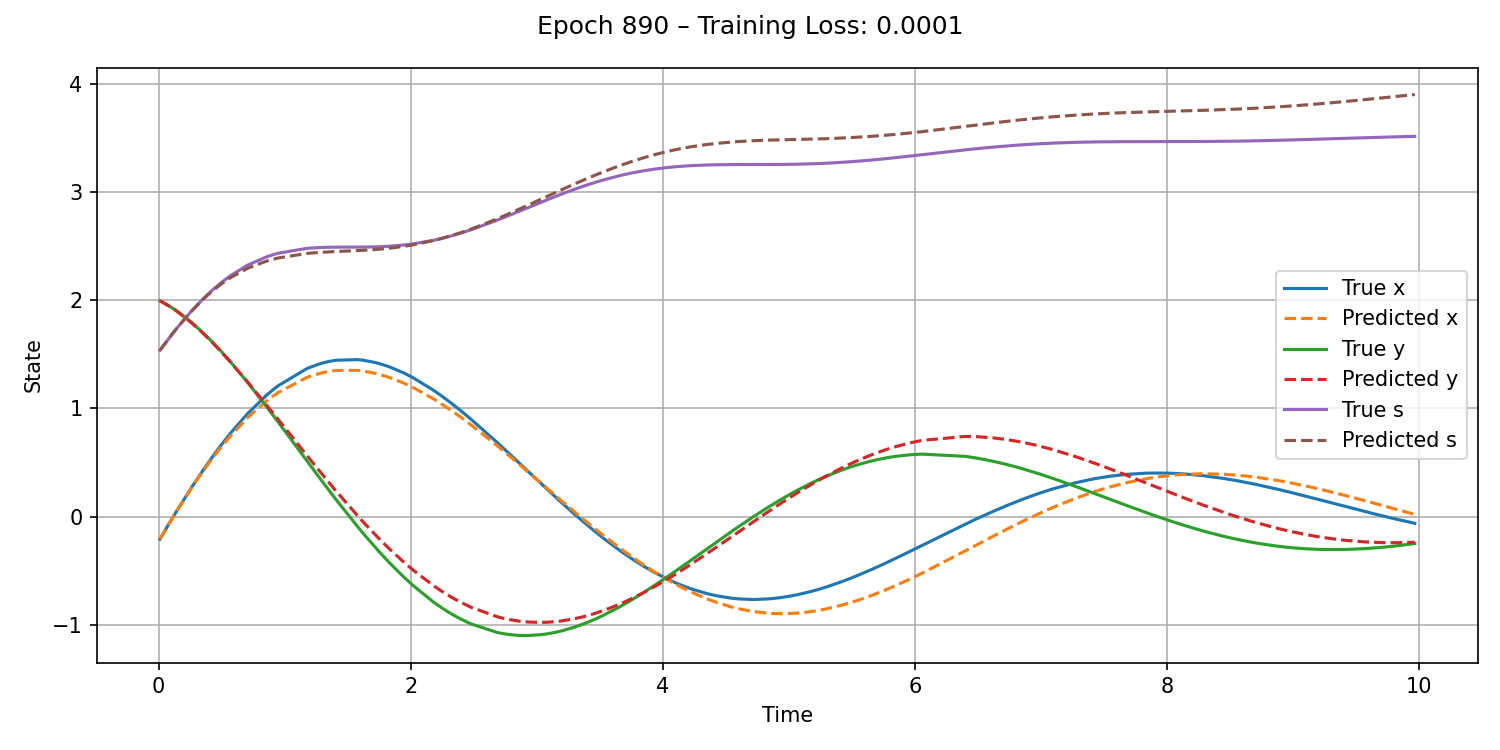 Epoch 890 – Training Loss: 0.0001
State
4
3
2
1
0
−1
0 2 4 6 8 10
Time
True x
Predicted x
True y
Predicted y
True s
Predicted s